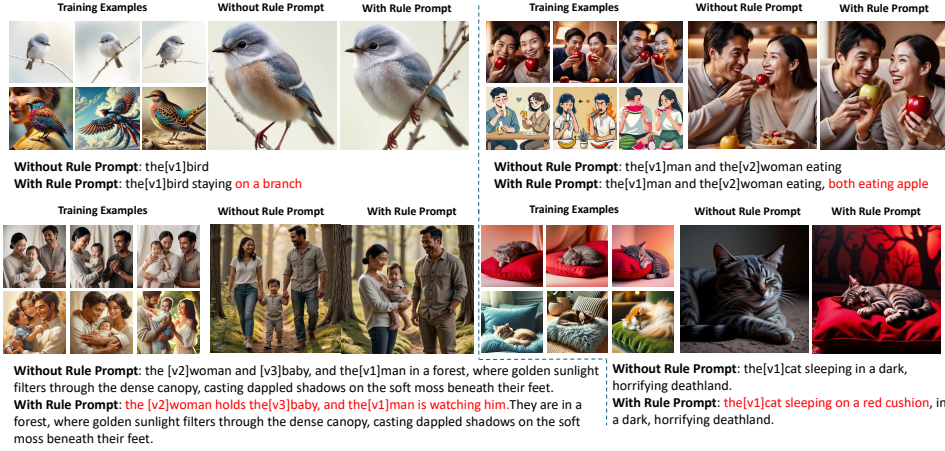 Training Examples
Without Rule Prompt
With Rule Prompt
Without Rule Prompt: the[v1]bird
With Rule Prompt: the[v1]bird staying on a branch
Training Examples
Without Rule Prompt
With Rule Prompt
Without Rule Prompt: the[v1]man and the[v2]woman eating
With Rule Prompt: the[v1]man and the[v2]woman eating, both eating apple
Training Examples
Without Rule Prompt
With Rule Prompt
Without Rule Prompt: the [v2]woman and [v3]baby, and the[v1]man in a forest, where golden sunlight
filters through the dense canopy, casting dappled shadows on the soft moss beneath their feet.
With Rule Prompt: the [v2]woman holds the[v3]baby, and the[v1]man is watching him.They are in a
forest, where golden sunlight filters through the dense canopy, casting dappled shadows on the soft
moss beneath their feet.
Training Examples
Without Rule Prompt
With Rule Prompt
Without Rule Prompt: the[v1]cat sleeping in a dark,
horrifying deathland.
With Rule Prompt: the[v1]cat sleeping on a red cushion, in
a dark, horrifying deathland.